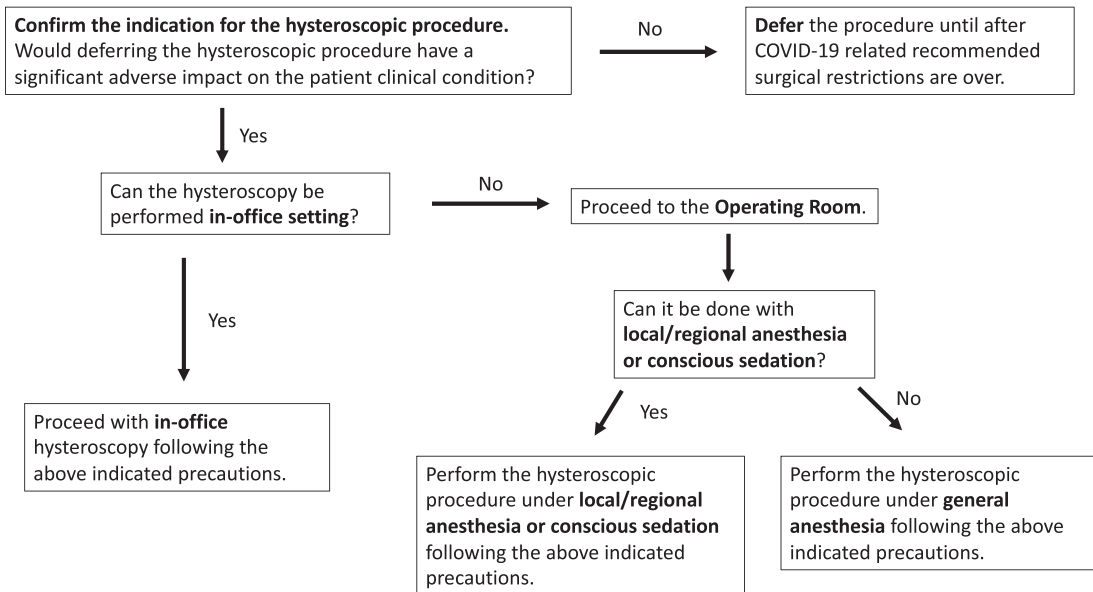 Confirm the indication for the hysteroscopic procedure.
Would deferring the hysteroscopic procedure have a
significant adverse impact on the patient clinical condition?
No
Defer the procedure until after
COVID-19 related recommended
surgical restrictions are over.
Yes
Can the hysteroscopy be
performed in-office setting?
No
Proceed to the Operating Room.
Yes
Can it be done with
local/regional anesthesia
or conscious sedation?
Proceed with in-office
hysteroscopy following the
above indicated precautions.
Yes
No
Perform the hysteroscopic
procedure under local/regional
anesthesia or conscious sedation
following the above indicated
precautions.
Perform the hysteroscopic
procedure under general
anesthesia following the above
indicated precautions.